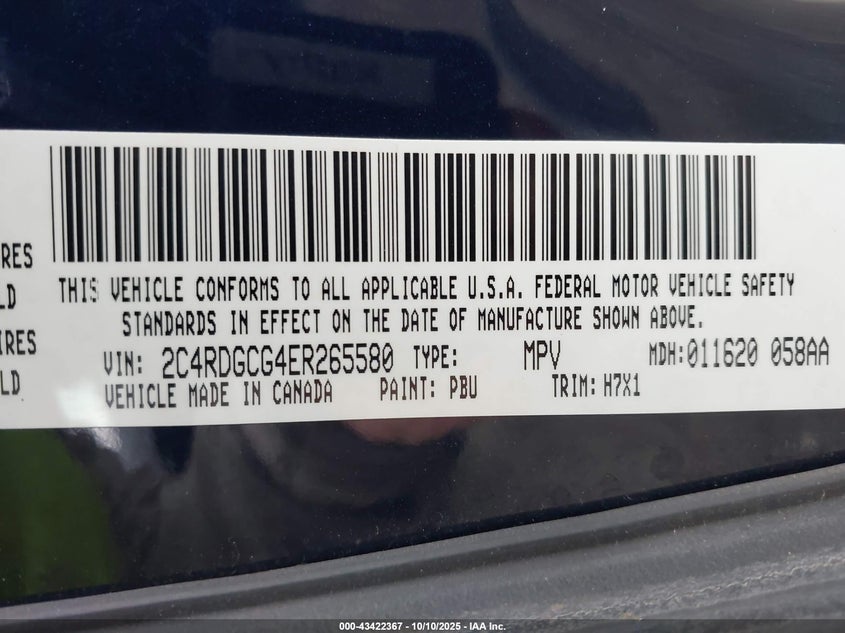 THIS VEHICLE CONFORMS TO ALL APPLICABLE U.S.A. FEDERAL MOTOR VEHICLE SAFETY
STANDARDS IN EFFECT ON THE DATE OF MANUFACTURE SHOWN ABOVE.
VIN: 2C4RDGCG4ER265580 TYPE: MPV MDH:011620 058AA
VEHICLE MADE IN CANADA PAINT: PBU TRIM: H7X1
RES
LD
IRES
LD
000-43422367 - 10/10/2025 - © IAA Inc.